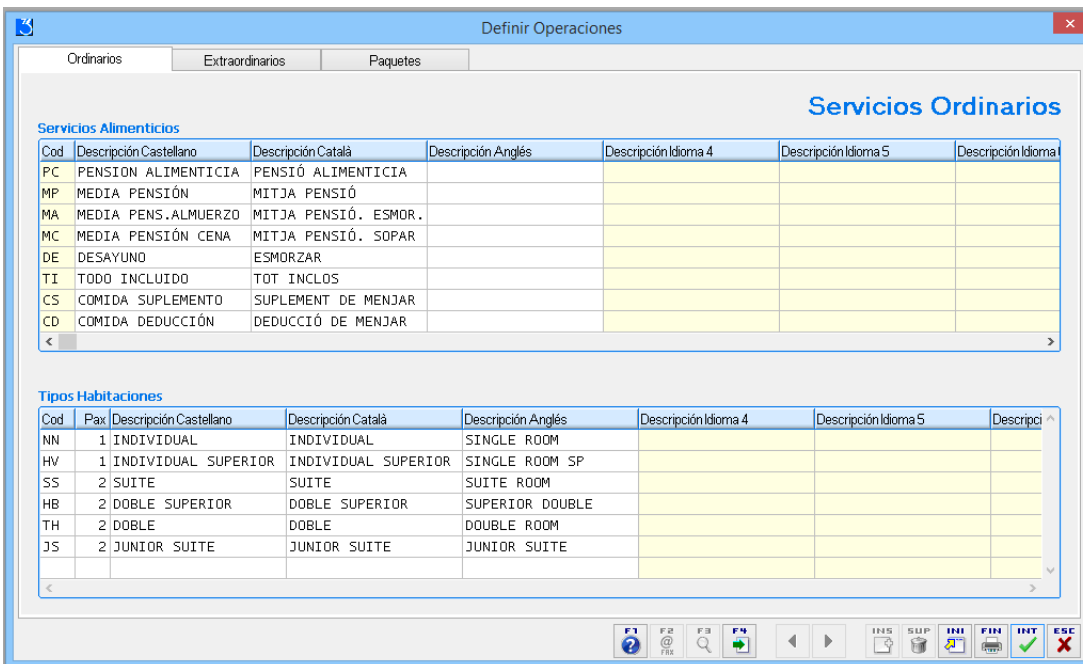 Definir Operaciones
Ordinarios Extraordinarios Paquetes
Servicios Ordinarios
Servicios Alimenticios
Cod Descripción Castellano Descripción Català Descripción Anglés Descripción Idioma 4 Descripción Idioma 5 Descripción Idioma
PC PENSION ALIMENTICIA PENSIÓ ALIMENTICIA
MP MEDIA PENSIÓN MITJA PENSIÓ
MA MEDIA PENS.ALMUERZO MITJA PENSIÓ. ESMOR.
MC MEDIA PENSIÓN CENA MITJA PENSIÓ. SOPAR
DE DESAYUNO ESMORZAR
TI TODO INCLUIDO TOT INCLOS
CS COMIDA SUPLEMENTO SUPLEMENT DE MENJAR
CD COMIDA DEDUCCIÓN DEDUCCIÓ DE MENJAR
Tipos Habitaciones
Cod Pax Descripción Castellano Descripción Català Descripción Anglés Descripción Idioma 4 Descripción Idioma 5 Descripci
NN 1 INDIVIDUAL INDIVIDUAL SINGLE ROOM
HV 1 INDIVIDUAL SUPERIOR INDIVIDUAL SUPERIOR SINGLE ROOM SP
SS 2 SUITE SUITE SUITE ROOM
HB 2 DOBLE SUPERIOR DOBLE SUPERIOR SUPERIOR DOUBLE
TH 2 DOBLE DOBLE DOUBLE ROOM
JS 2 JUNIOR SUITE JUNIOR SUITE JUNIOR SUITE
F1 F2 F3 F4 INS SUP INI FIN INT ESC
@
FAX